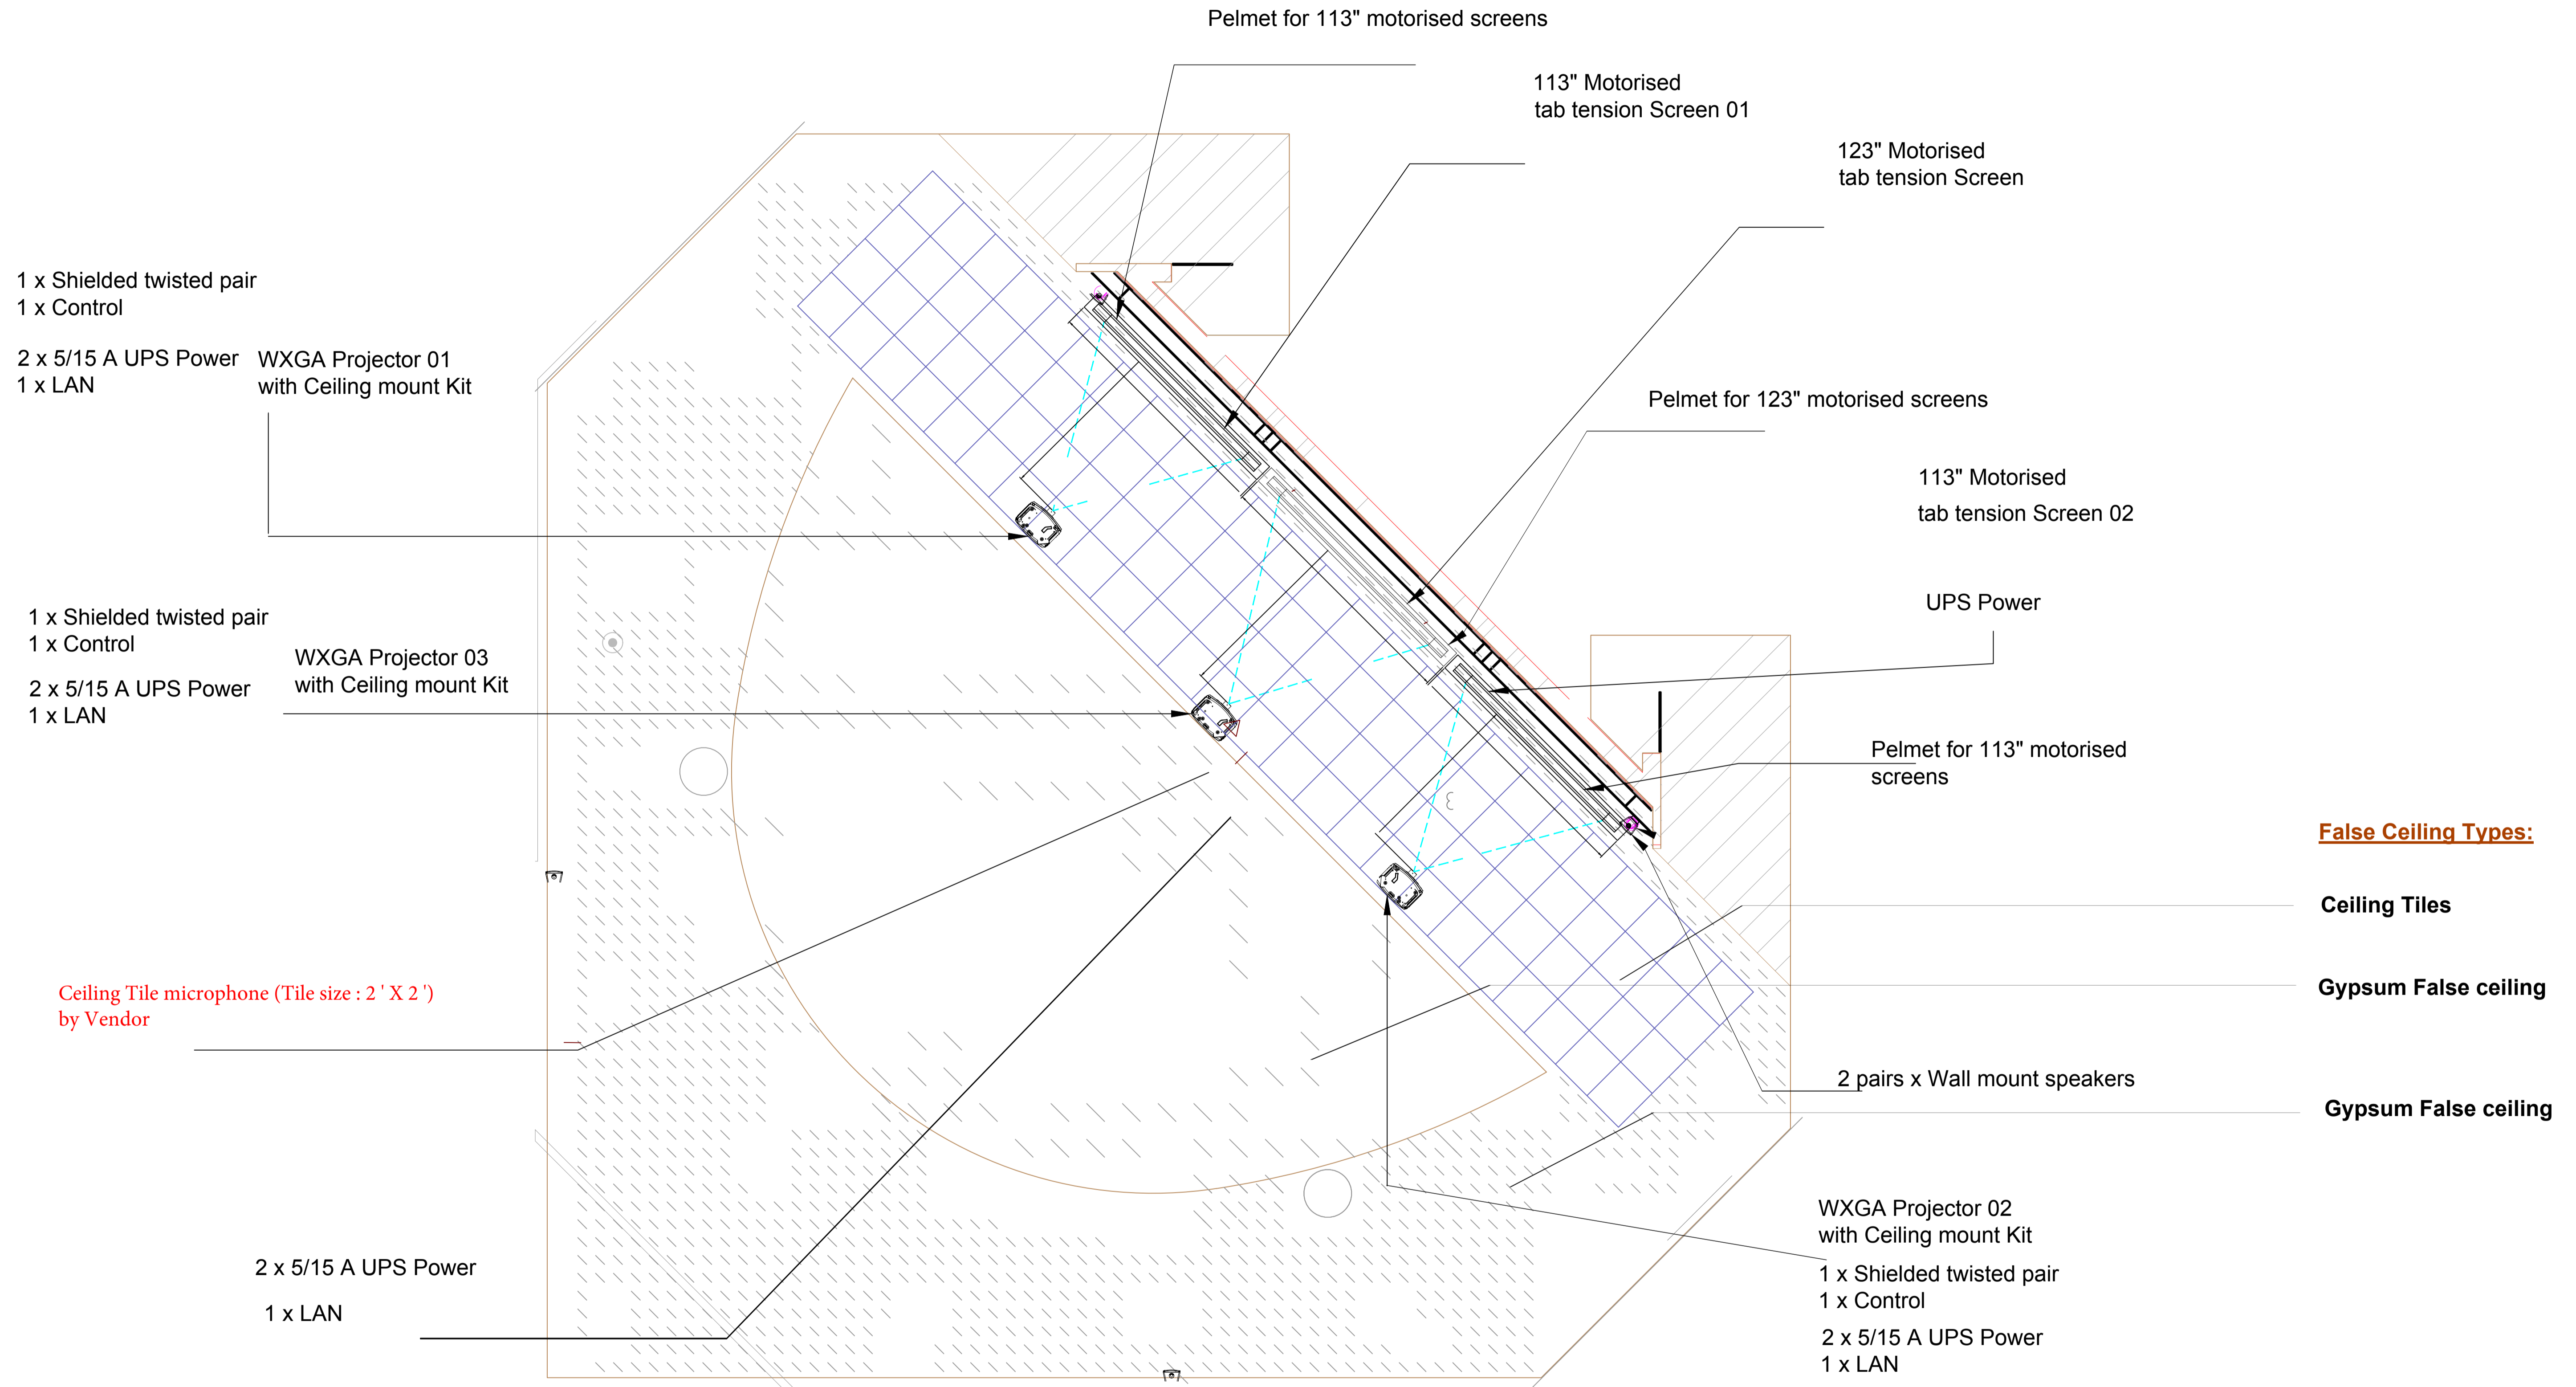 Pelmet for 113" motorised screens
113" Motorised
tab tension Screen 01
123" Motorised
tab tension Screen
1 x Shielded twisted pair
1 x Control
2 x 5/15 A UPS Power
1 x LAN
WXGA Projector 01
with Ceiling mount Kit
Pelmet for 123" motorised screens
113" Motorised
tab tension Screen 02
UPS Power
1 x Shielded twisted pair
1 x Control
2 x 5/15 A UPS Power
1 x LAN
WXGA Projector 03
with Ceiling mount Kit
Pelmet for 113" motorised
screens
False Ceiling Types:
Ceiling Tiles
Gypsum False ceiling
Ceiling Tile microphone (Tile size : 2 ' X 2 ')
by Vendor
2 pairs x Wall mount speakers
Gypsum False ceiling
WXGA Projector 02
with Ceiling mount Kit
1 x Shielded twisted pair
1 x Control
2 x 5/15 A UPS Power
1 x LAN
2 x 5/15 A UPS Power
1 x LAN